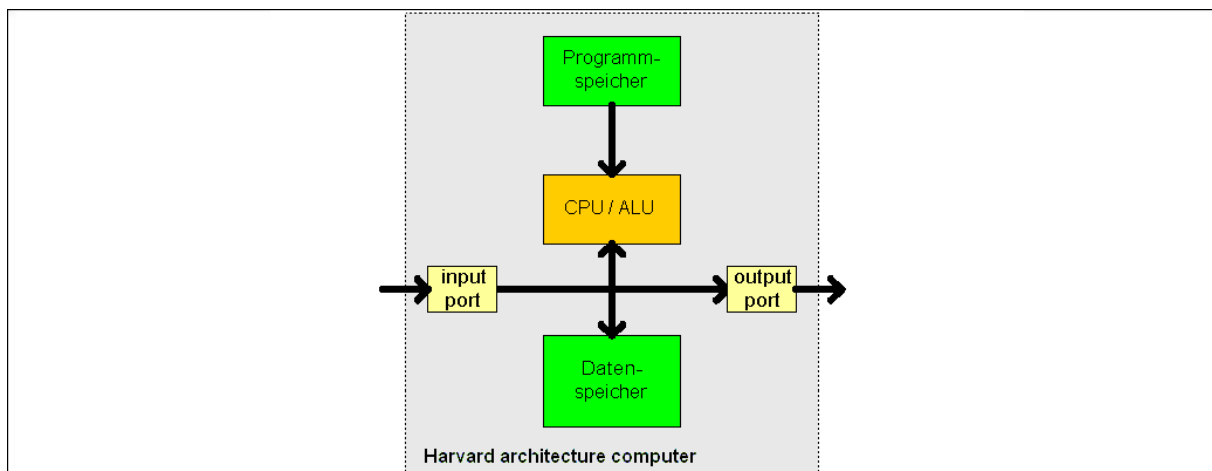 Programm-
speicher
CPU / ALU
input
port
output
port
Daten-
speicher
Harvard architecture computer